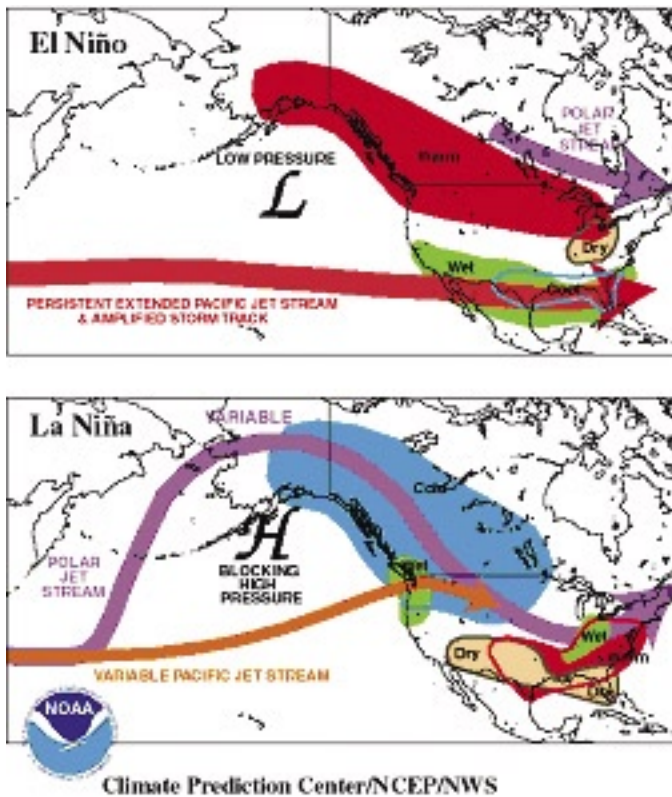 El Niño
POLAR
JET
STREAM
LOW PRESSURE
Warm
L
Dry
Wet
Cool
PERSISTENT EXTENDED PACIFIC JET STREAM
& AMPLIFIED STORM TRACK
La Niña
VARIABLE
Cold
H
BLOCKING
HIGH
PRESSURE
POLAR
JET
STREAM
Wet
Wet
Dry
Warm
Dry
VARIABLE PACIFIC JET STREAM
NOAA
Climate Prediction Center/NCEP/NWS